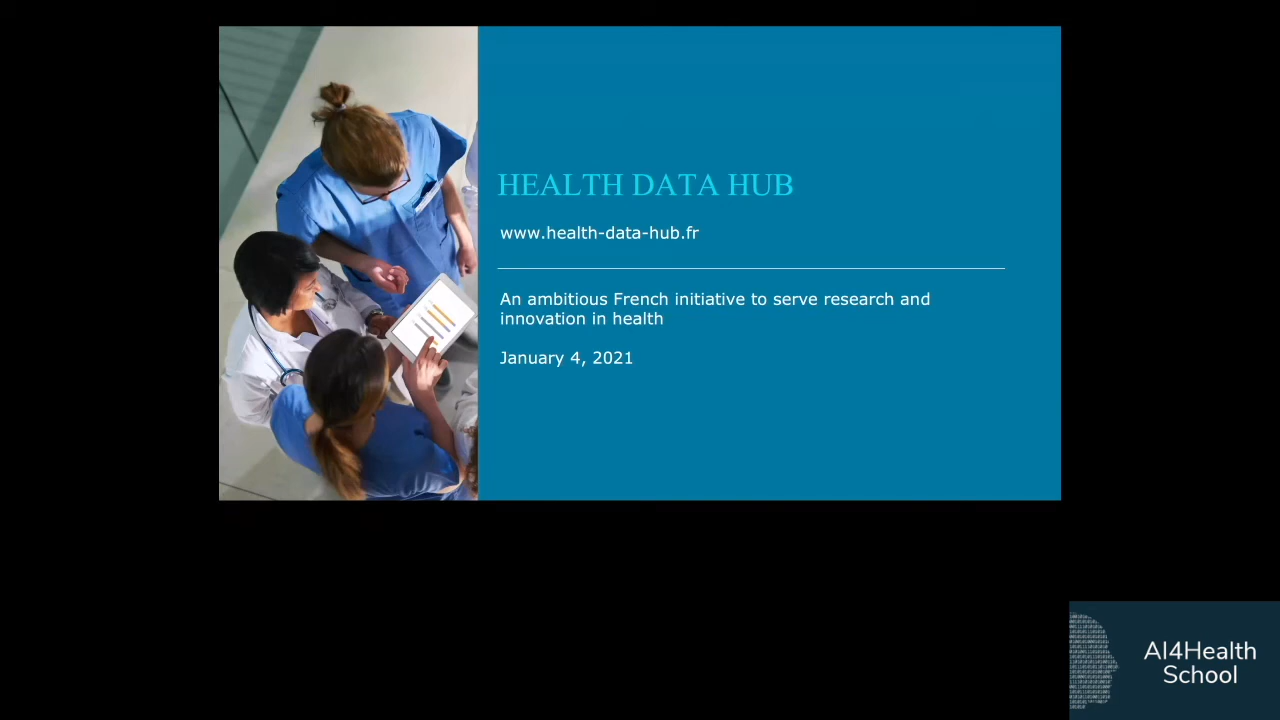 HEALTH DATA HUB
www.health-data-hub.fr
An ambitious French initiative to serve research and
innovation in health
January 4, 2021
AI4Health
School